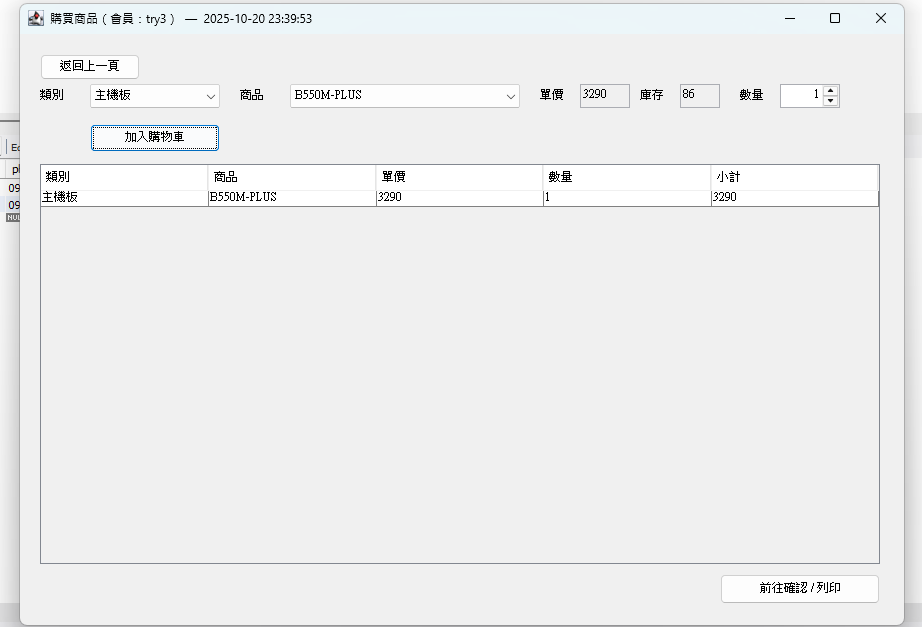 購買商品 ( 會員 : try3 ) — 2025-10-20 23:39:53
返回上一頁
類別 主機板 商品 B550M-PLUS 單價 3290 庫存 86 數量 1
加入購物車
類別 商品 單價 數量 小計
主機板 B550M-PLUS 3290 1 3290
前往確認 / 列印
09
09
NUL